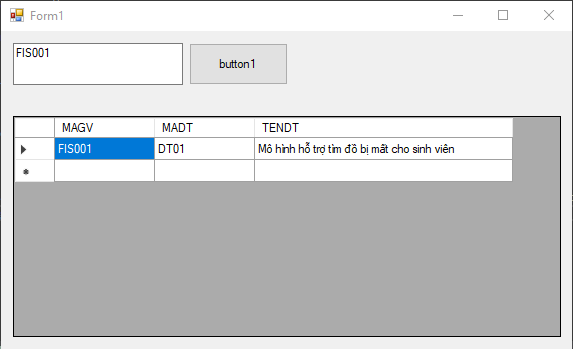 Form1
FIS001
button1
MAGV MADT TENDT
FIS001 DT01 Mô hình hỗ trợ tìm đồ bị mất cho sinh viên